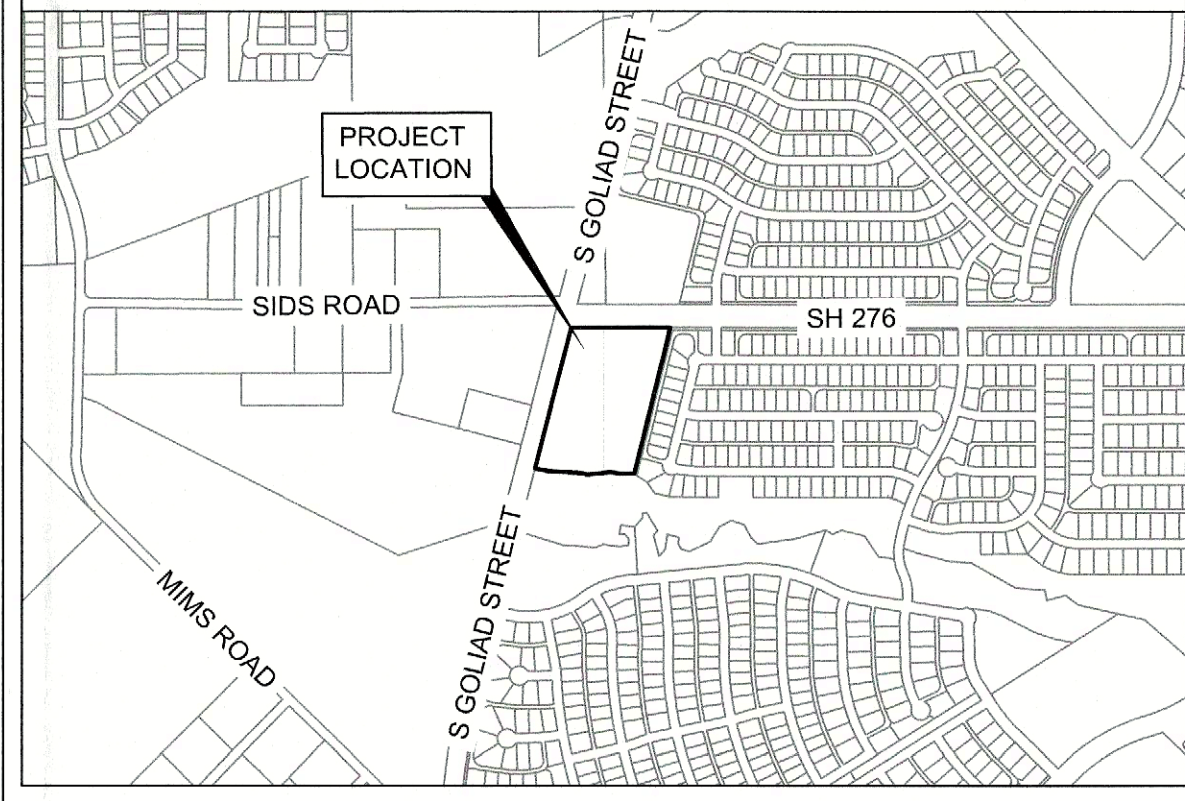 S GOLIAD STREET
PROJECT
LOCATION
SIDS ROAD
SH 276
S GOLIAD STREET
MIMS ROAD